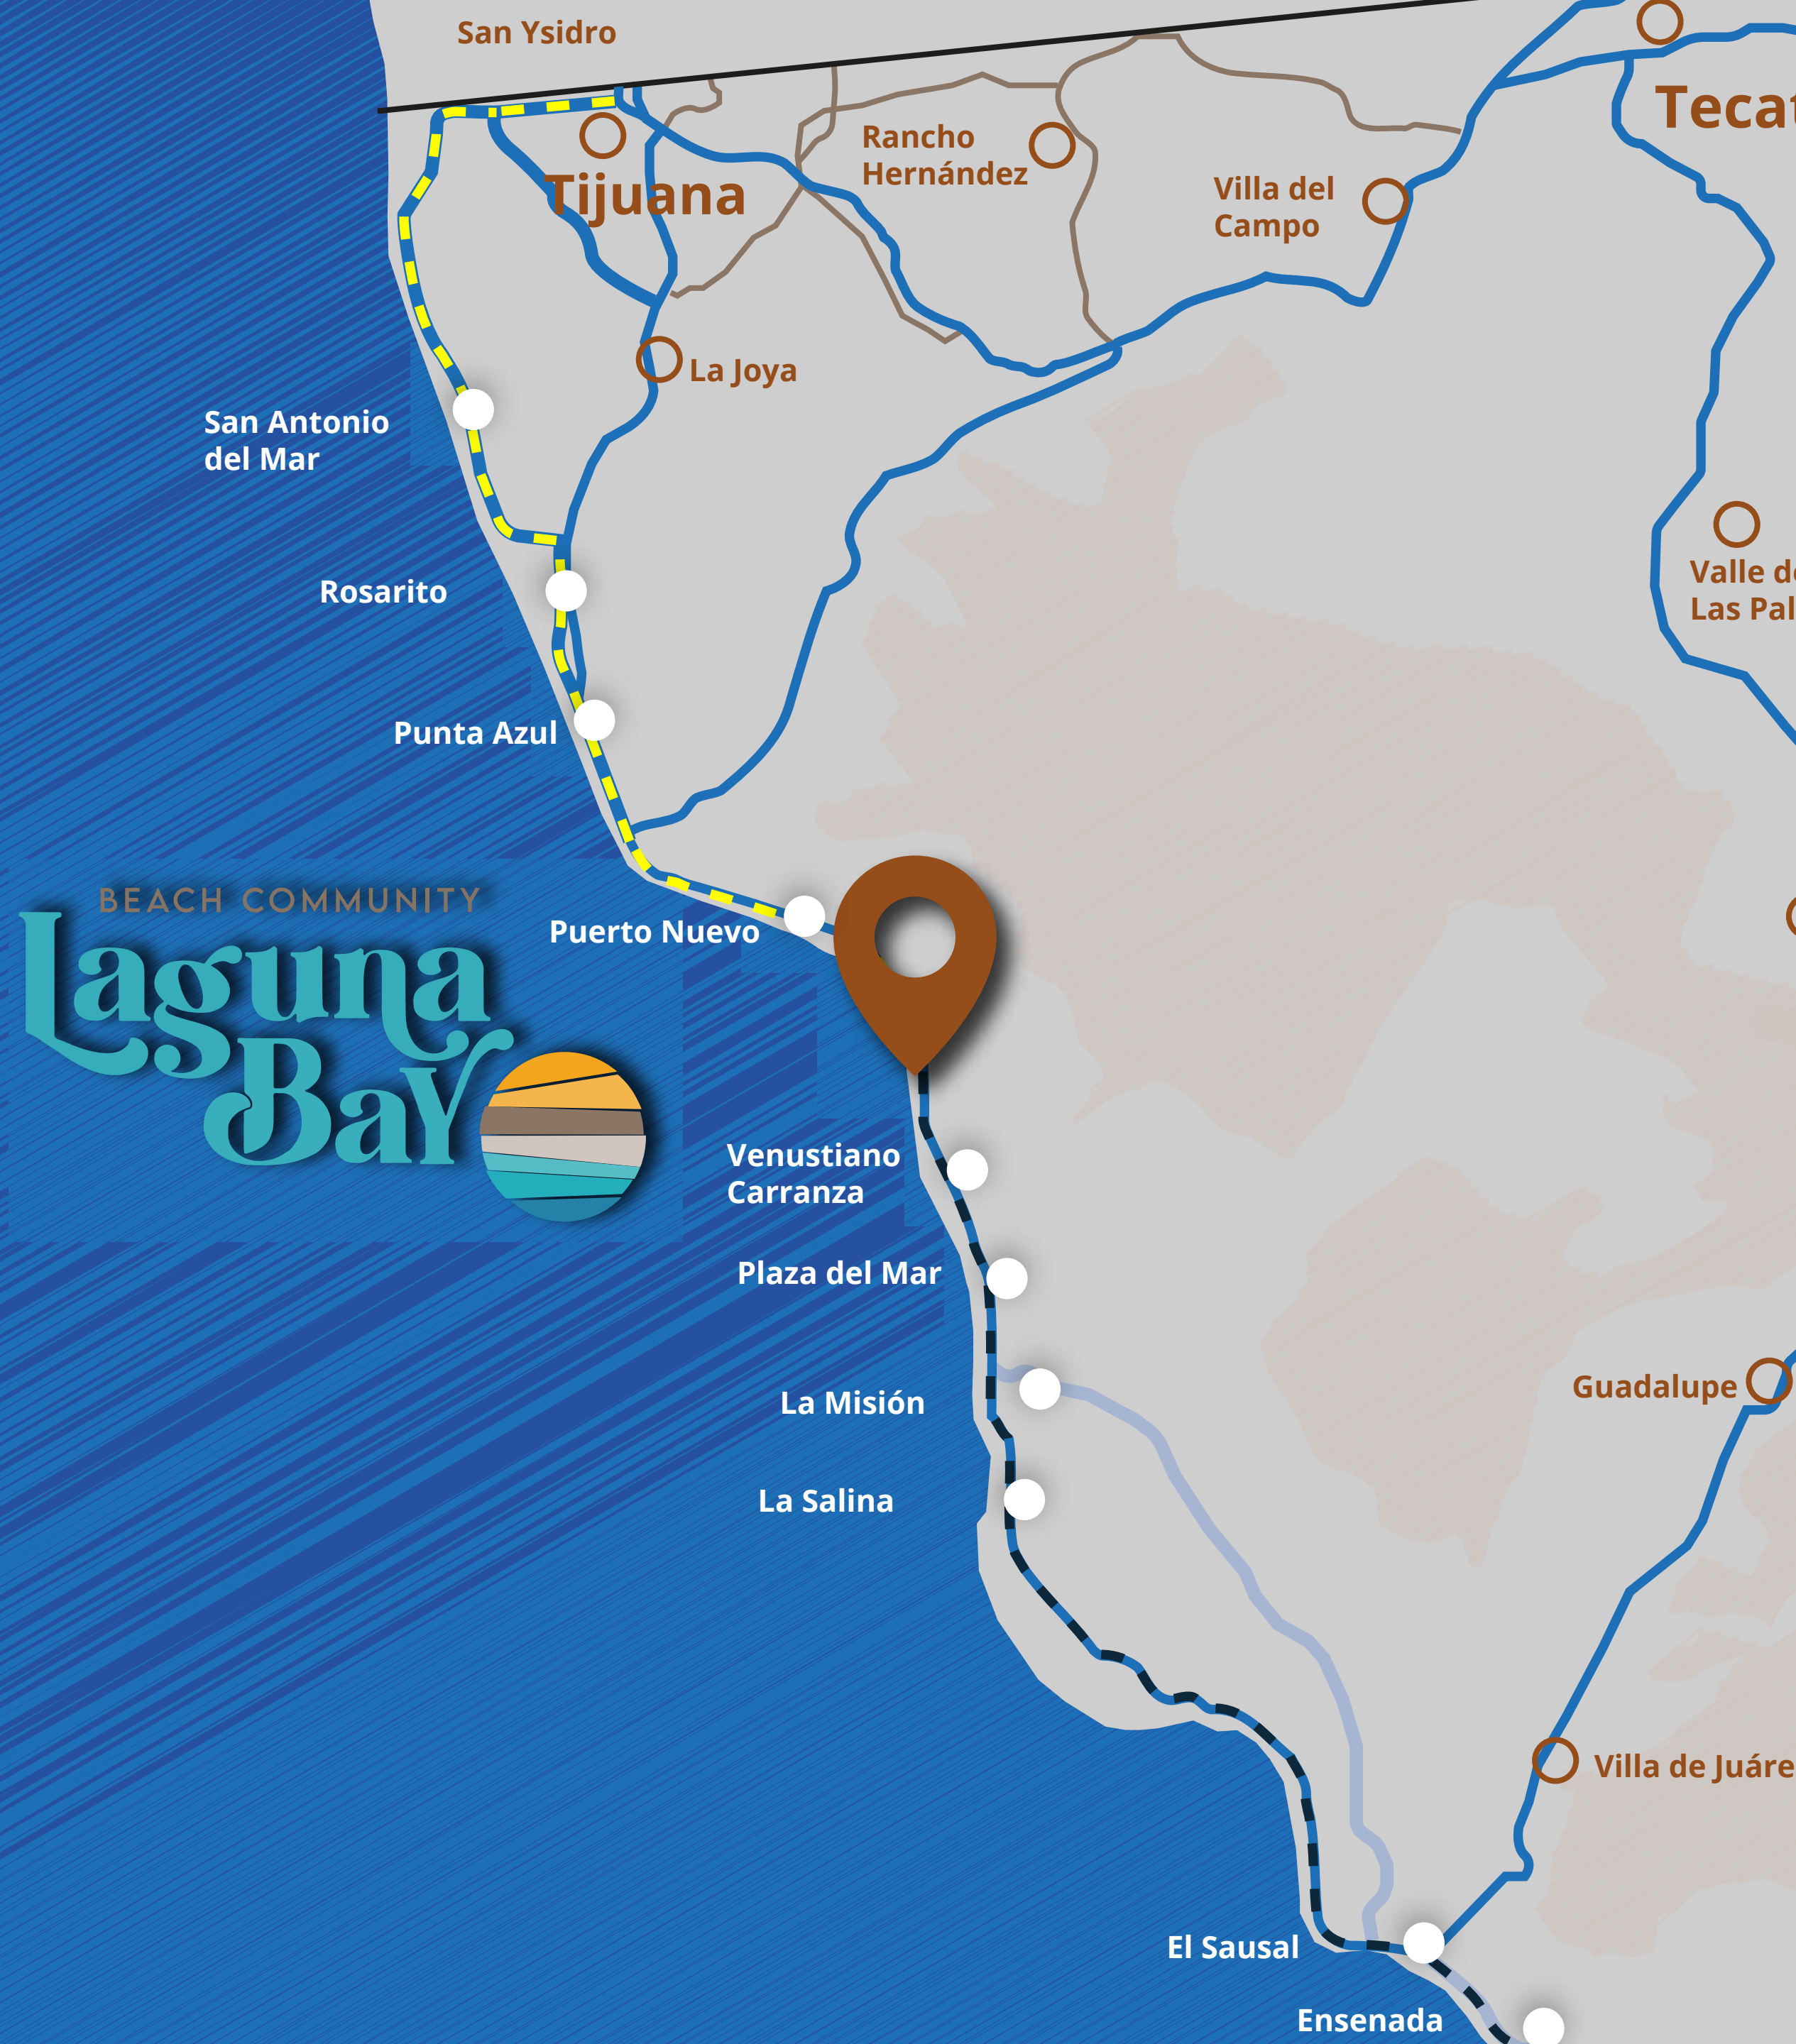 San Ysidro
Tijuana
Rancho
Hernández
Villa del
Campo
La Joya
San Antonio
del Mar
Rosarito
Punta Azul
BEACH COMMUNITY
Laguna
Bay
Puerto Nuevo
Venustiano
Carranza
Plaza del Mar
La Misión
Guadalupe
La Salina
Villa de Juáre
El Sausal
Ensenada
Tecat
Valle de
Las Pal